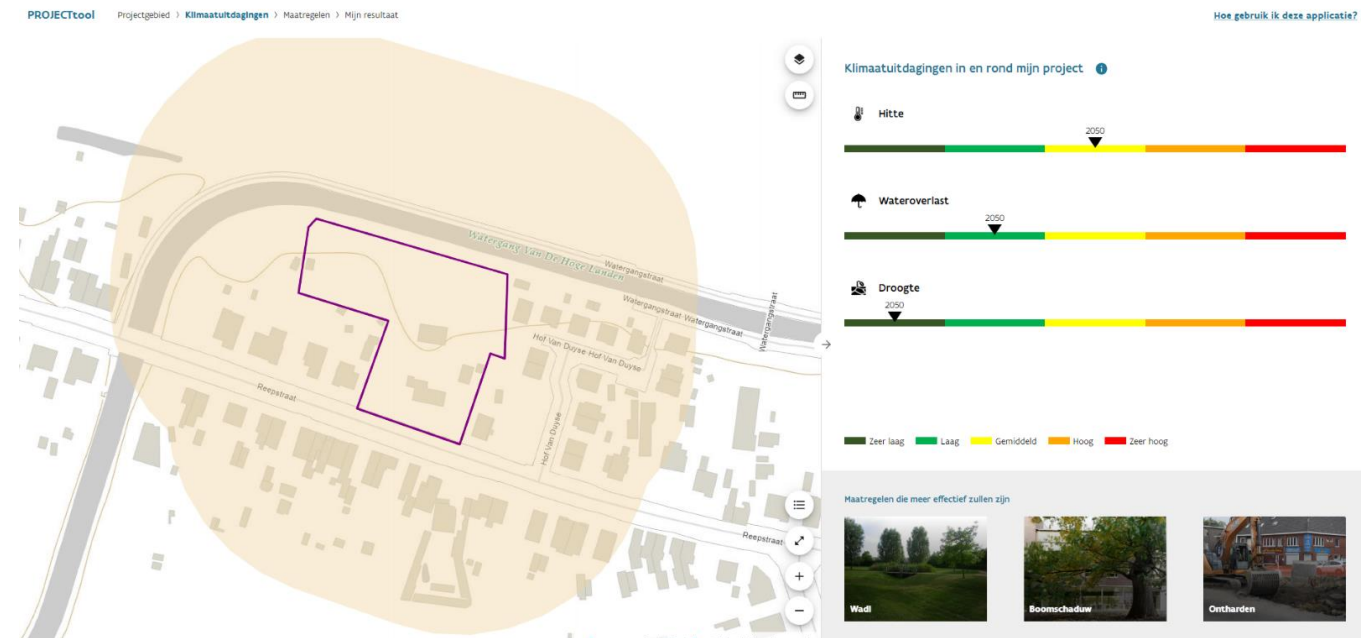 PROJECTtool
Projectgebied > Klimaatuitdagingen > Maatregelen > Mijn resultaat
Hoe gebruik ik deze applicatie?
Watergang Van De Hoge Landen
Watergangstraat
Watergangstraat
Watergangstraat
Watergangstraat
Hof Van Duyse
Hof Van Duyse
Hof Van Duyse
Reepstraat
Reepstraat
Klimaatuitdagingen in en rond mijn project
Hitte
2050
Wateroverlast
2050
Droogte
2050
Zeer laag Laag Gemiddeld Hoog Zeer hoog
Maatregelen die meer effectief zullen zijn
Wadi
Boomschaduw
Ontharden